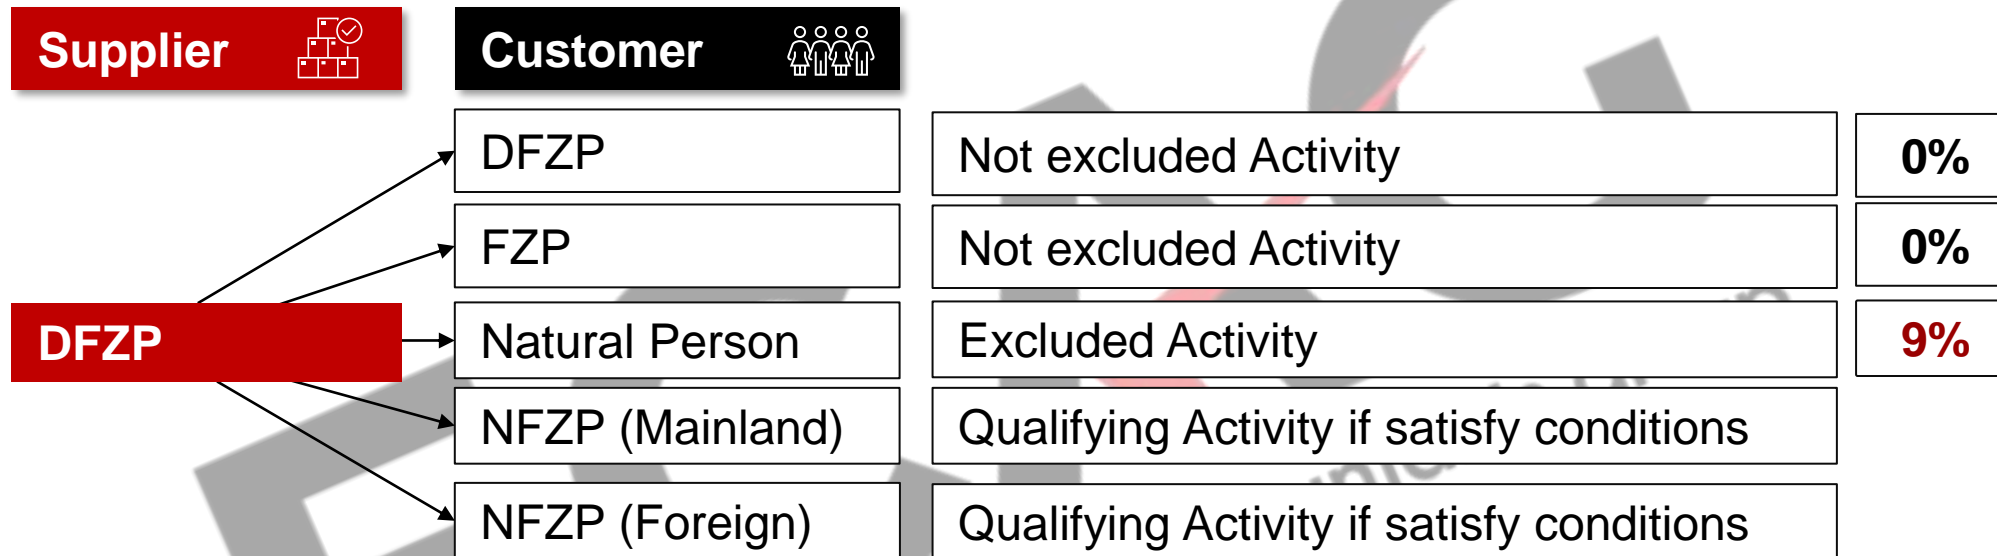 Supplier
Customer
DFZP
Not excluded Activity
0%
FZP
Not excluded Activity
0%
DFZP
Natural Person
Excluded Activity
9%
NFZP (Mainland)
Qualifying Activity if satisfy conditions
NFZP (Foreign)
Qualifying Activity if satisfy conditions